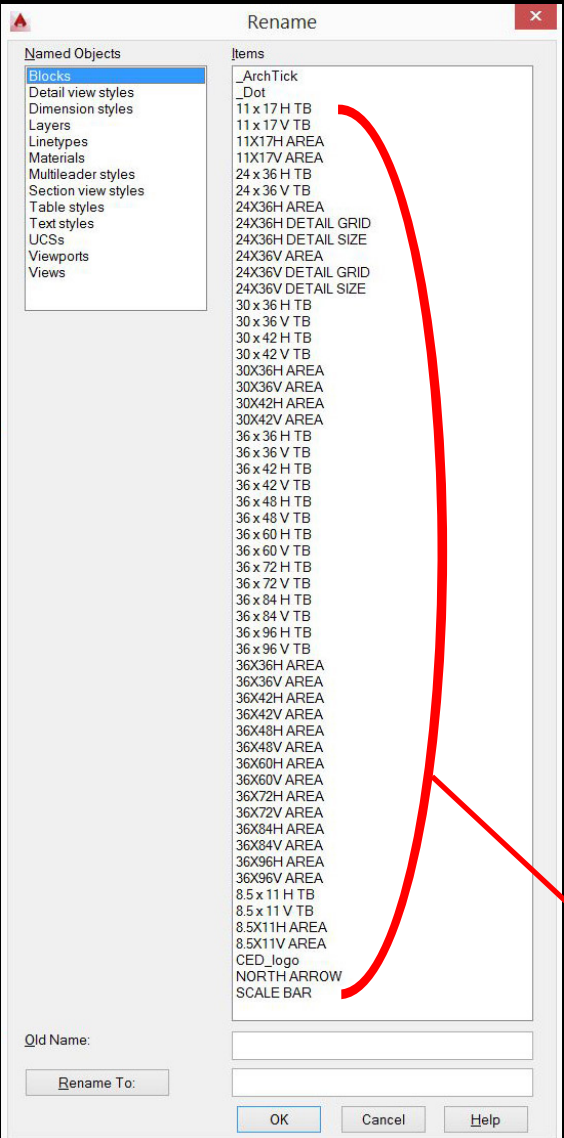 Rename
Named Objects
Blocks
Detail view styles
Dimension styles
Layers
Linetypes
Materials
Multileader styles
Section view styles
Table styles
Text styles
UCSs
Viewports
Views
Items
_ArchTick
_Dot
11 x 17 H TB
11 x 17 V TB
11X17H AREA
11X17V AREA
24 x 36 H TB
24 x 36 V TB
24X36H AREA
24X36H DETAIL GRID
24X36H DETAIL SIZE
24X36V AREA
24X36V DETAIL GRID
24X36V DETAIL SIZE
30 x 36 H TB
30 x 36 V TB
30 x 42 H TB
30 x 42 V TB
30X36H AREA
30X36V AREA
30X42H AREA
30X42V AREA
36 x 36 H TB
36 x 36 V TB
36 x 42 H TB
36 x 42 V TB
36 x 48 H TB
36 x 48 V TB
36 x 60 H TB
36 x 60 V TB
36 x 72 H TB
36 x 72 V TB
36 x 84 H TB
36 x 84 V TB
36 x 96 H TB
36 x 96 V TB
36X36H AREA
36X36V AREA
36X42H AREA
36X42V AREA
36X48H AREA
36X48V AREA
36X60H AREA
36X60V AREA
36X72H AREA
36X72V AREA
36X84H AREA
36X84V AREA
36X96H AREA
36X96V AREA
8.5 x 11 H TB
8.5 x 11 V TB
8.5X11H AREA
8.5X11V AREA
CED_logo
NORTH ARROW
SCALE BAR
Old Name:
Rename To:
OK Cancel Help